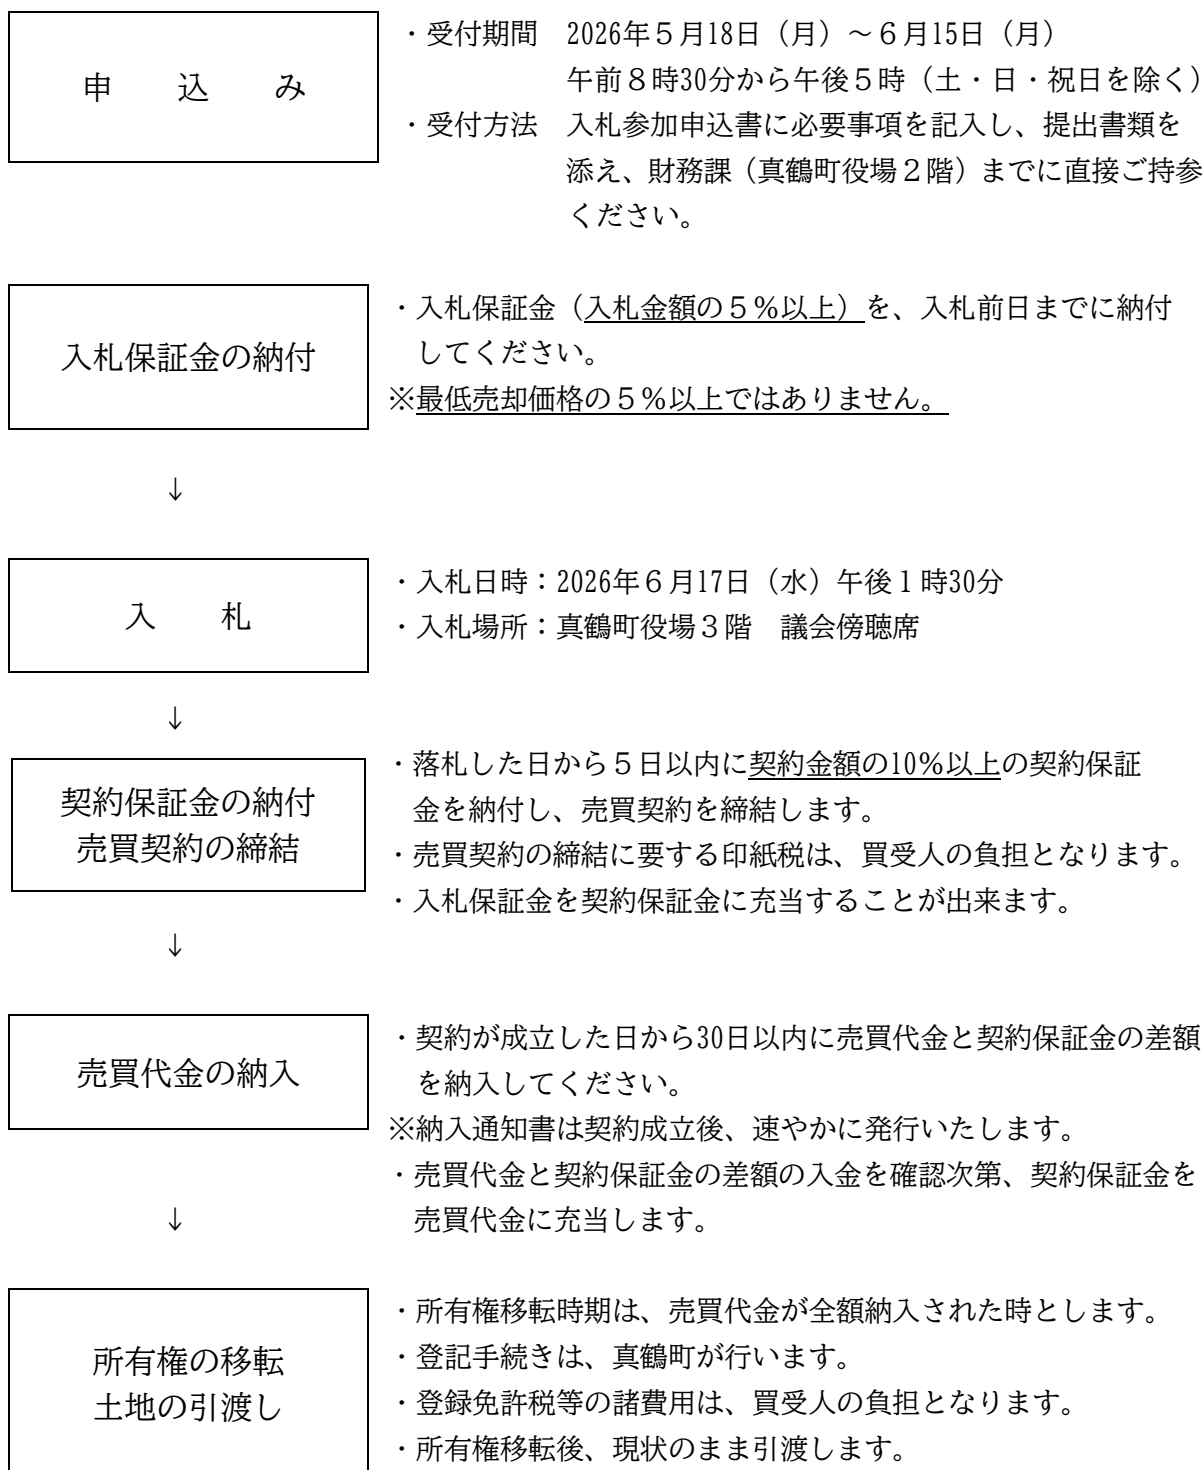 申　　込　　み
・受付期間　2026年５月18日（月）～６月15日（月）
午前８時30分から午後５時（土・日・祝日を除く）
・受付方法　入札参加申込書に必要事項を記入し、提出書類を
添え、財務課（真鶴町役場２階）までに直接ご持参
ください。
入札保証金の納付
・入札保証金（入札金額の５％以上）を、入札前日までに納付
してください。
※最低売却価格の５％以上ではありません。
↓
入　　札
・入札日時：2026年６月17日（水）午後１時30分
・入札場所：真鶴町役場３階　議会傍聴席
↓
契約保証金の納付
売買契約の締結
・落札した日から５日以内に契約金額の10％以上の契約保証
金を納付し、売買契約を締結します。
・売買契約の締結に要する印紙税は、買受人の負担となります。
・入札保証金を契約保証金に充当することが出来ます。
↓
売買代金の納入
・契約が成立した日から30日以内に売買代金と契約保証金の差額
を納入してください。
※納入通知書は契約成立後、速やかに発行いたします。
・売買代金と契約保証金の差額の入金を確認次第、契約保証金を
売買代金に充当します。
↓
所有権の移転
土地の引渡し
・所有権移転時期は、売買代金が全額納入された時とします。
・登記手続きは、真鶴町が行います。
・登録免許税等の諸費用は、買受人の負担となります。
・所有権移転後、現状のまま引渡します。